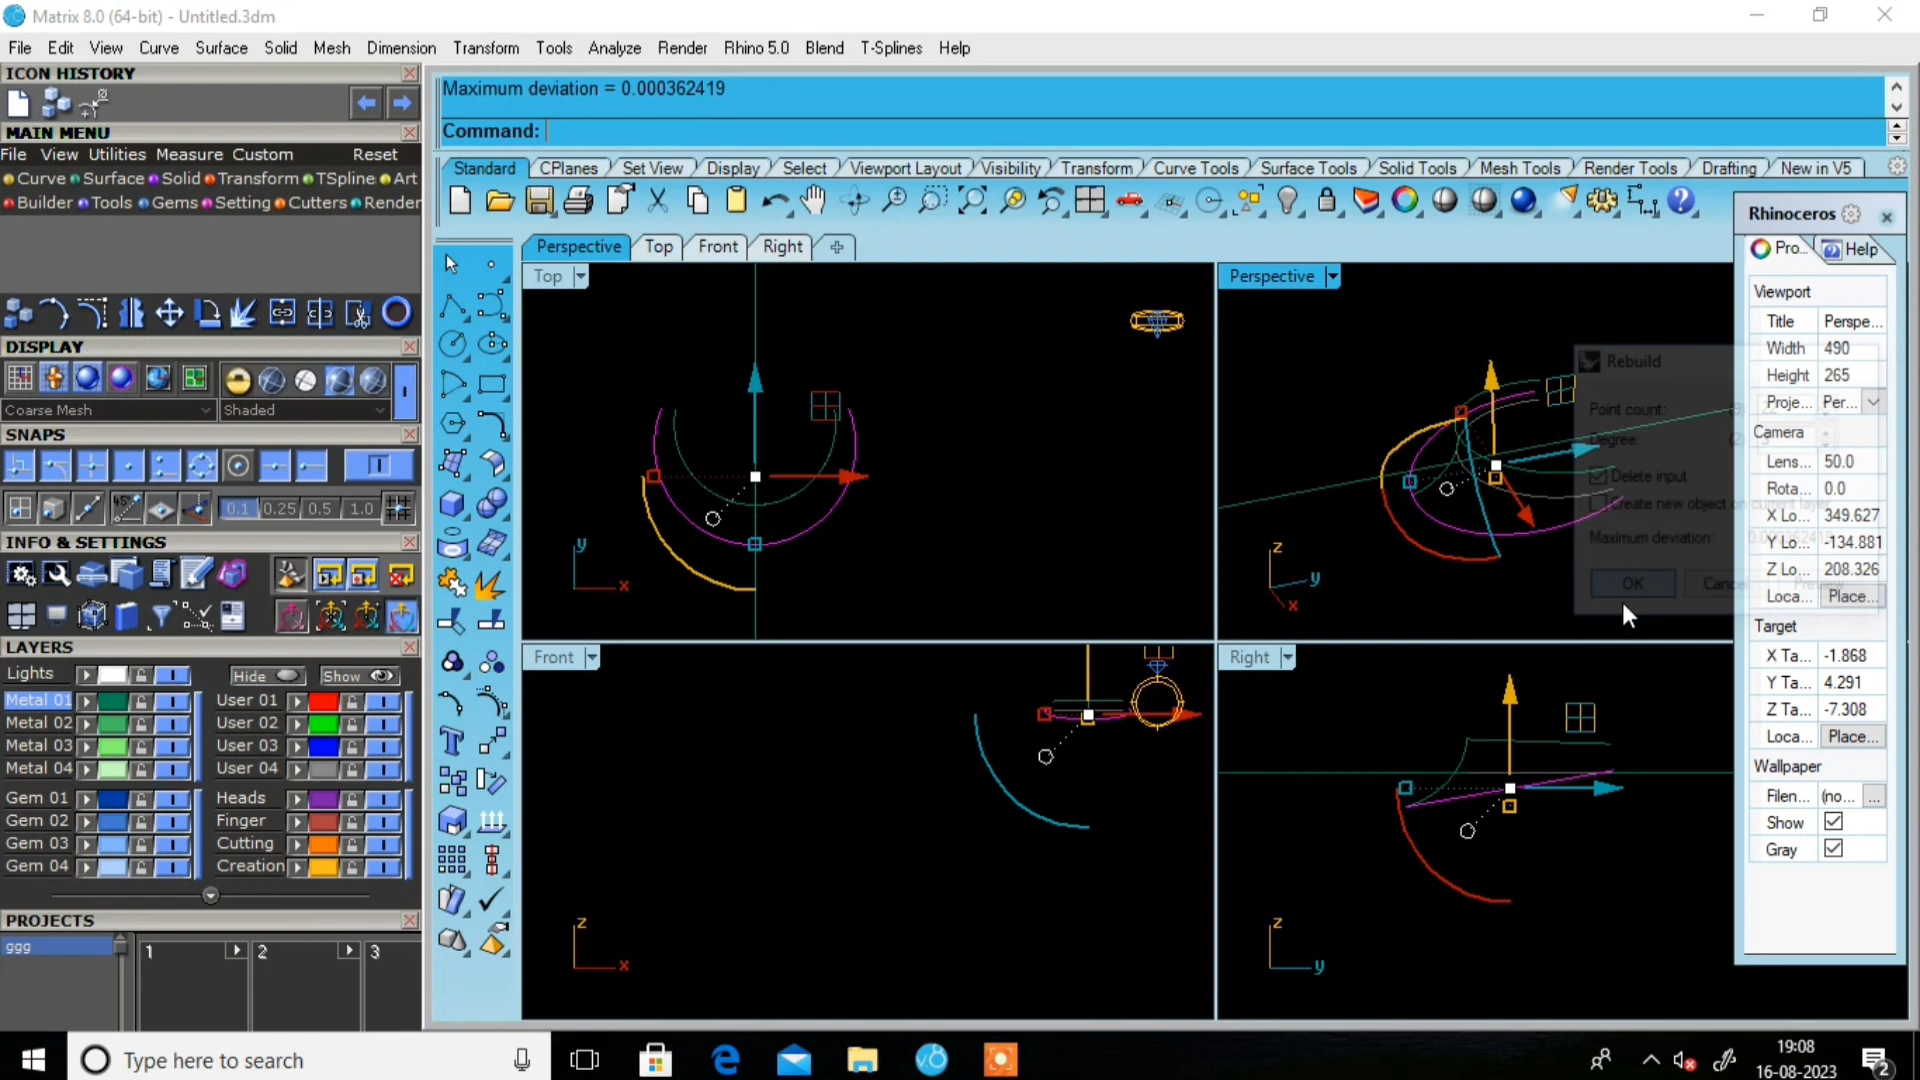 Matrix 8.0 (64-bit) - Untitled.3dm
File Edit View Curve Surface Solid Mesh Dimension Transform Tools Analyze Render Rhino 5.0 Blend T-Splines Help
ICON HISTORY
MAIN MENU
File View Utilities Measure Custom Reset
Curve Surface Solid Transform TSpline Art
Builder Tools Gems Setting Cutters Render
DISPLAY
Coarse Mesh Shaded
SNAPS
45°
0.1 0.25 0.5 1.0
INFO & SETTINGS
LAYERS
Lights Hide Show
Metal 01 User 01
Metal 02 User 02
Metal 03 User 03
Metal 04 User 04
Gem 01 Heads
Gem 02 Finger
Gem 03 Cutting
Gem 04 Creation
PROJECTS
ggg 1 2 3
Maximum deviation = 0.000362419
Command:
Standard CPlanes Set View Display Select Viewport Layout Visibility Transform Curve Tools Surface Tools Solid Tools Mesh Tools Render Tools Drafting New in V5
Perspective Top Front Right
Top
y
x
Perspective
z
y
x
Front
z
x
Right
z
y
Rebuild
Point count:
Degree:
Delete input
Create new object on current layer
Maximum deviation:
OK Cancel
Rhinoceros
Pro... Help
Viewport
Title Perspe...
Width 490
Height 265
Proje... Per...
Camera
Lens... 50.0
Rota... 0.0
X Lo... 349.627
Y Lo... -134.881
Z Lo... 208.326
Loca... Place...
Target
X Ta... -1.868
Y Ta... 4.291
Z Ta... -7.308
Loca... Place...
Wallpaper
Filen... (no... ...
Show
Gray
Type here to search
19:08
16-08-2023
2